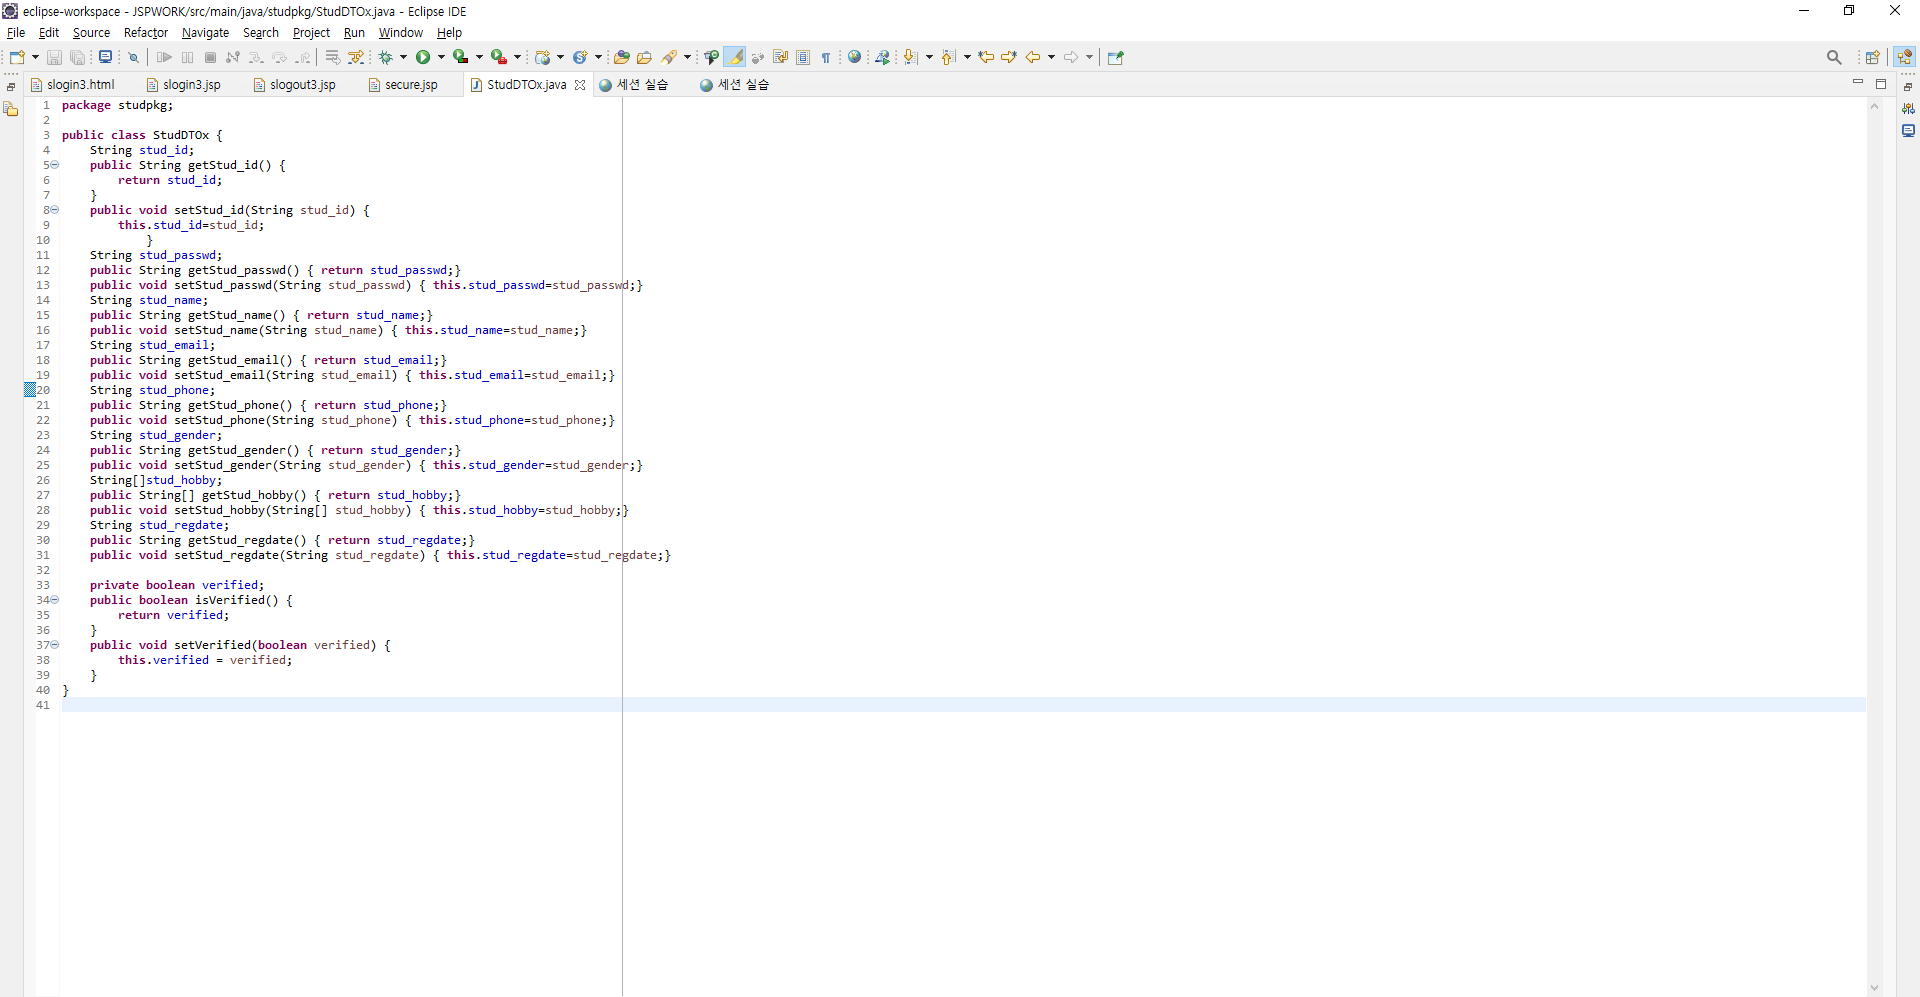 eclipse-workspace - JSPWORK/src/main/java/studpkg/StudDTOx.java - Eclipse IDE
File Edit Source Refactor Navigate Search Project Run Window Help
slogin3.html slogin3.jsp slogout3.jsp secure.jsp StudDTOx.java 세션 실습 세션 실습
1 package studpkg;
2
3 public class StudDTOx {
4 String stud_id;
5 public String getStud_id() {
6 return stud_id;
7 }
8 public void setStud_id(String stud_id) {
9 this.stud_id=stud_id;
10 }
11 String stud_passwd;
12 public String getStud_passwd() { return stud_passwd;}
13 public void setStud_passwd(String stud_passwd) { this.stud_passwd=stud_passwd;}
14 String stud_name;
15 public String getStud_name() { return stud_name;}
16 public void setStud_name(String stud_name) { this.stud_name=stud_name;}
17 String stud_email;
18 public String getStud_email() { return stud_email;}
19 public void setStud_email(String stud_email) { this.stud_email=stud_email;}
20 String stud_phone;
21 public String getStud_phone() { return stud_phone;}
22 public void setStud_phone(String stud_phone) { this.stud_phone=stud_phone;}
23 String stud_gender;
24 public String getStud_gender() { return stud_gender;}
25 public void setStud_gender(String stud_gender) { this.stud_gender=stud_gender;}
26 String[]stud_hobby;
27 public String[] getStud_hobby() { return stud_hobby;}
28 public void setStud_hobby(String[] stud_hobby) { this.stud_hobby=stud_hobby;}
29 String stud_regdate;
30 public String getStud_regdate() { return stud_regdate;}
31 public void setStud_regdate(String stud_regdate) { this.stud_regdate=stud_regdate;}
32
33 private boolean verified;
34 public boolean isVerified() {
35 return verified;
36 }
37 public void setVerified(boolean verified) {
38 this.verified = verified;
39 }
40 }
41